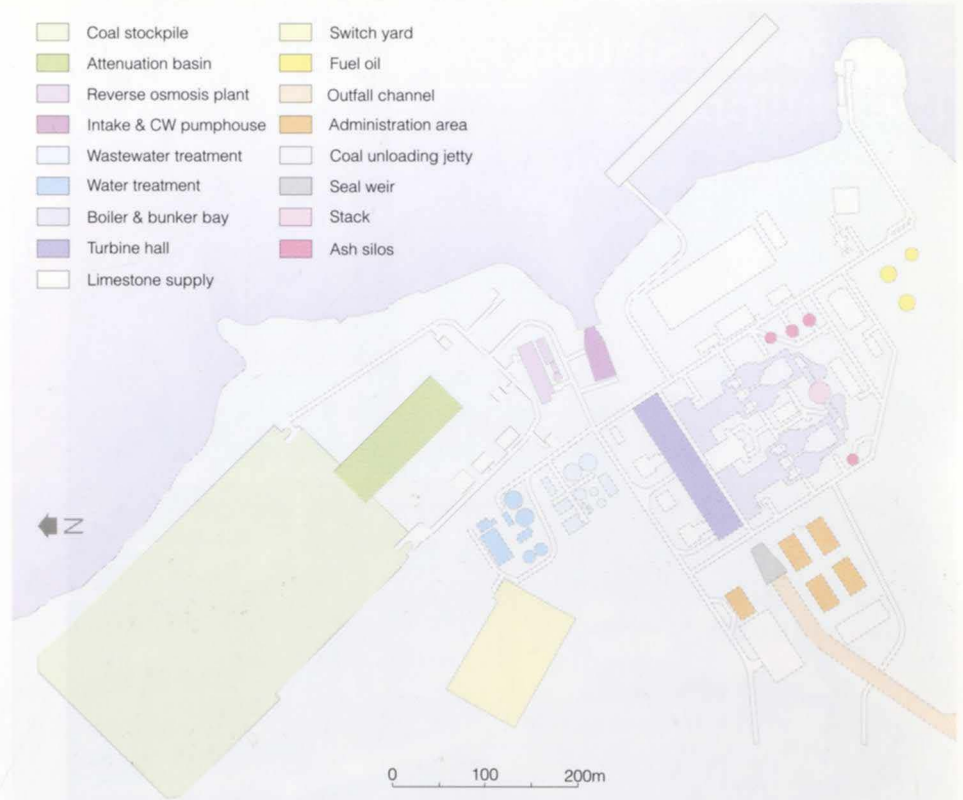 Coal stockpile
Attenuation basin
Reverse osmosis plant
Intake & CW pumphouse
Wastewater treatment
Water treatment
Boiler & bunker bay
Turbine hall
Limestone supply
Switch yard
Fuel oil
Outfall channel
Administration area
Coal unloading jetty
Seal weir
Stack
Ash silos
N
0 100 200m